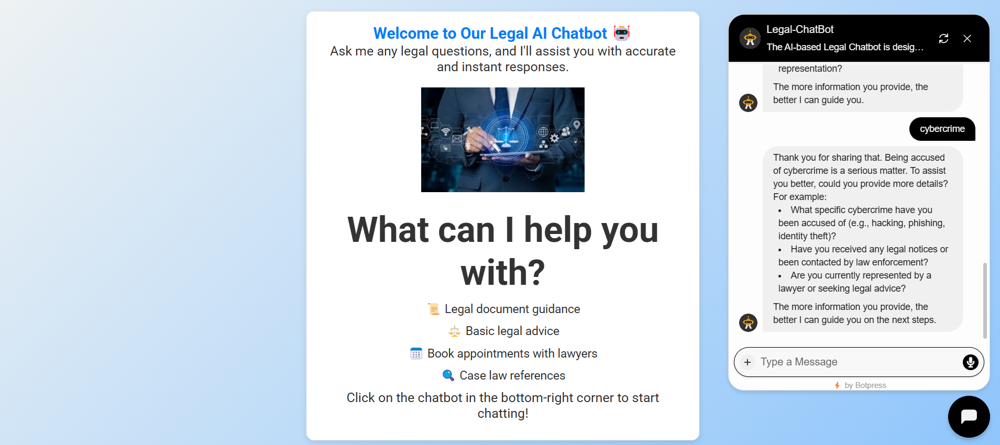 Welcome to Our Legal AI Chatbot
Ask me any legal questions, and I'll assist you with accurate
and instant responses.
What can I help you
with?
Legal document guidance
Basic legal advice
Book appointments with lawyers
Case law references
Click on the chatbot in the bottom-right corner to start
chatting!
Legal-ChatBot
The AI-based Legal Chatbot is desig...
representation?
The more information you provide, the
better I can guide you.
cybercrime
Thank you for sharing that. Being accused
of cybercrime is a serious matter. To assist
you better, could you provide more details?
For example:
• What specific cybercrime have you
been accused of (e.g., hacking, phishing,
identity theft)?
• Have you received any legal notices or
been contacted by law enforcement?
• Are you currently represented by a
lawyer or seeking legal advice?
The more information you provide, the
better I can guide you on the next steps.
Type a Message
by Botpress